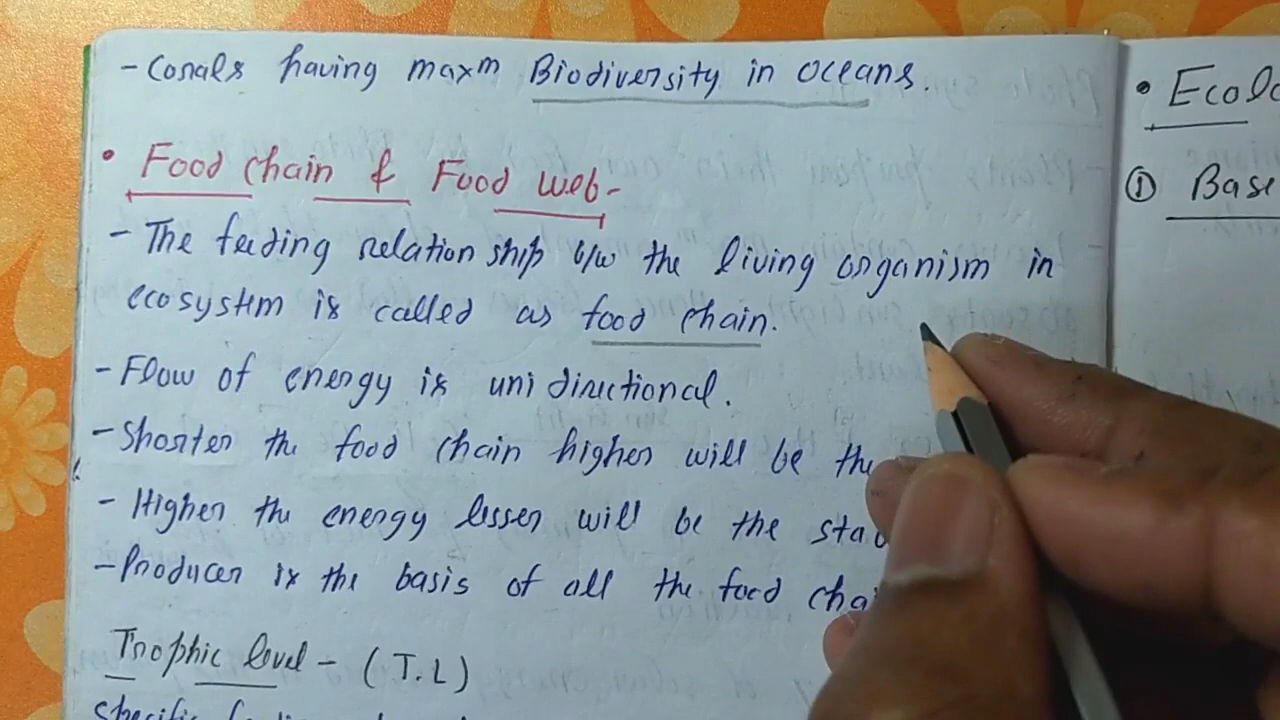 - Corals having maxm Biodiversity in oceans.
• Food chain & Food web-
- The feeding relationship b/w the living organism in
ecosystem is called as food chain.
- Flow of energy is unidirectional.
- Shorter the food chain higher will be the
- Higher the energy lesser will be the
- Producer is the basis of all the food
Trophic level - (T.L)
specific
• Ecol
① Base